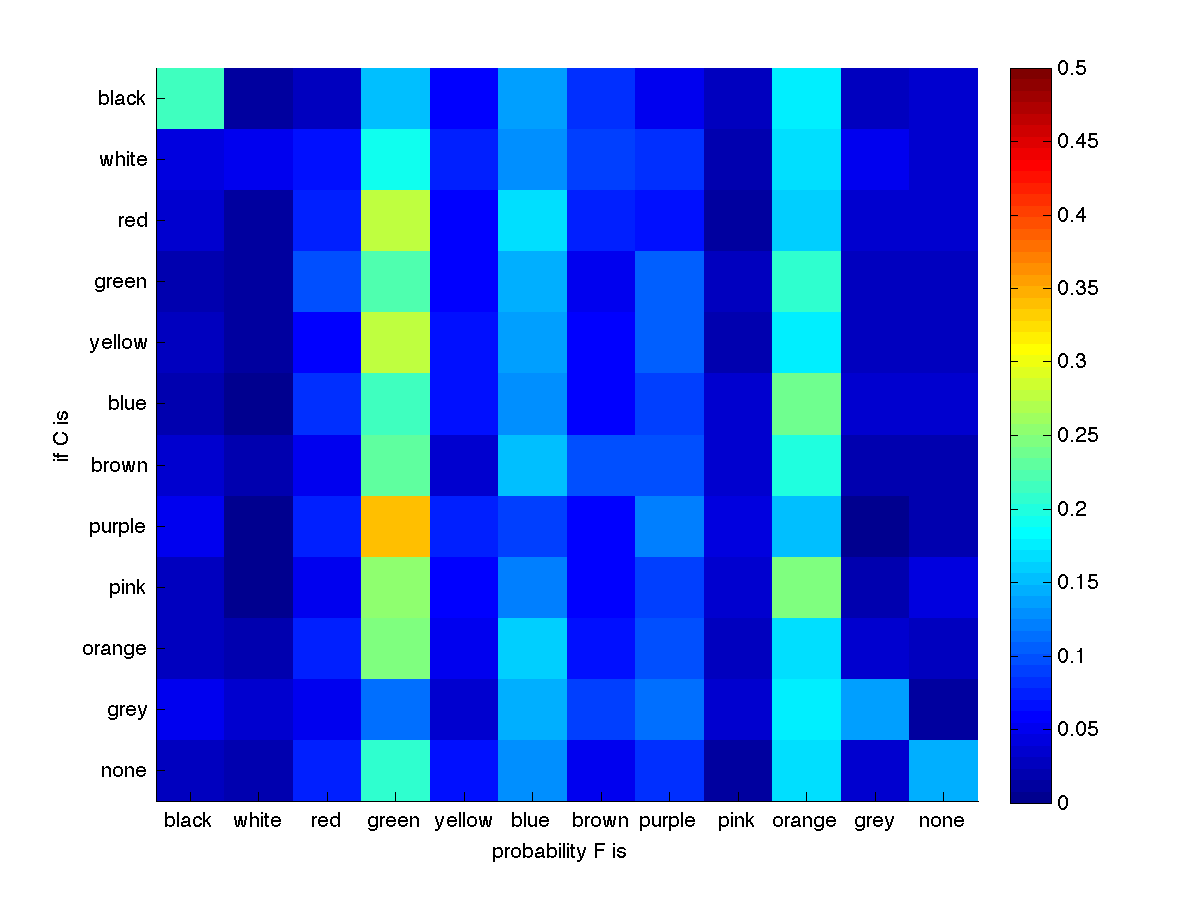 black
white
red
green
yellow
blue
brown
purple
pink
orange
grey
none
if C is
black white red green yellow blue brown purple pink orange grey none
probability F is
0.5
0.45
0.4
0.35
0.3
0.25
0.2
0.15
0.1
0.05
0